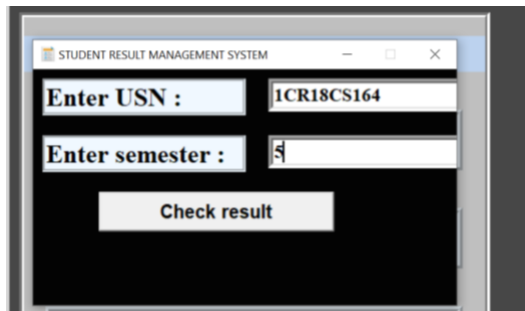 STUDENT RESULT MANAGEMENT SYSTEM
Enter USN : 1CR18CS164
Enter semester : 5
Check result